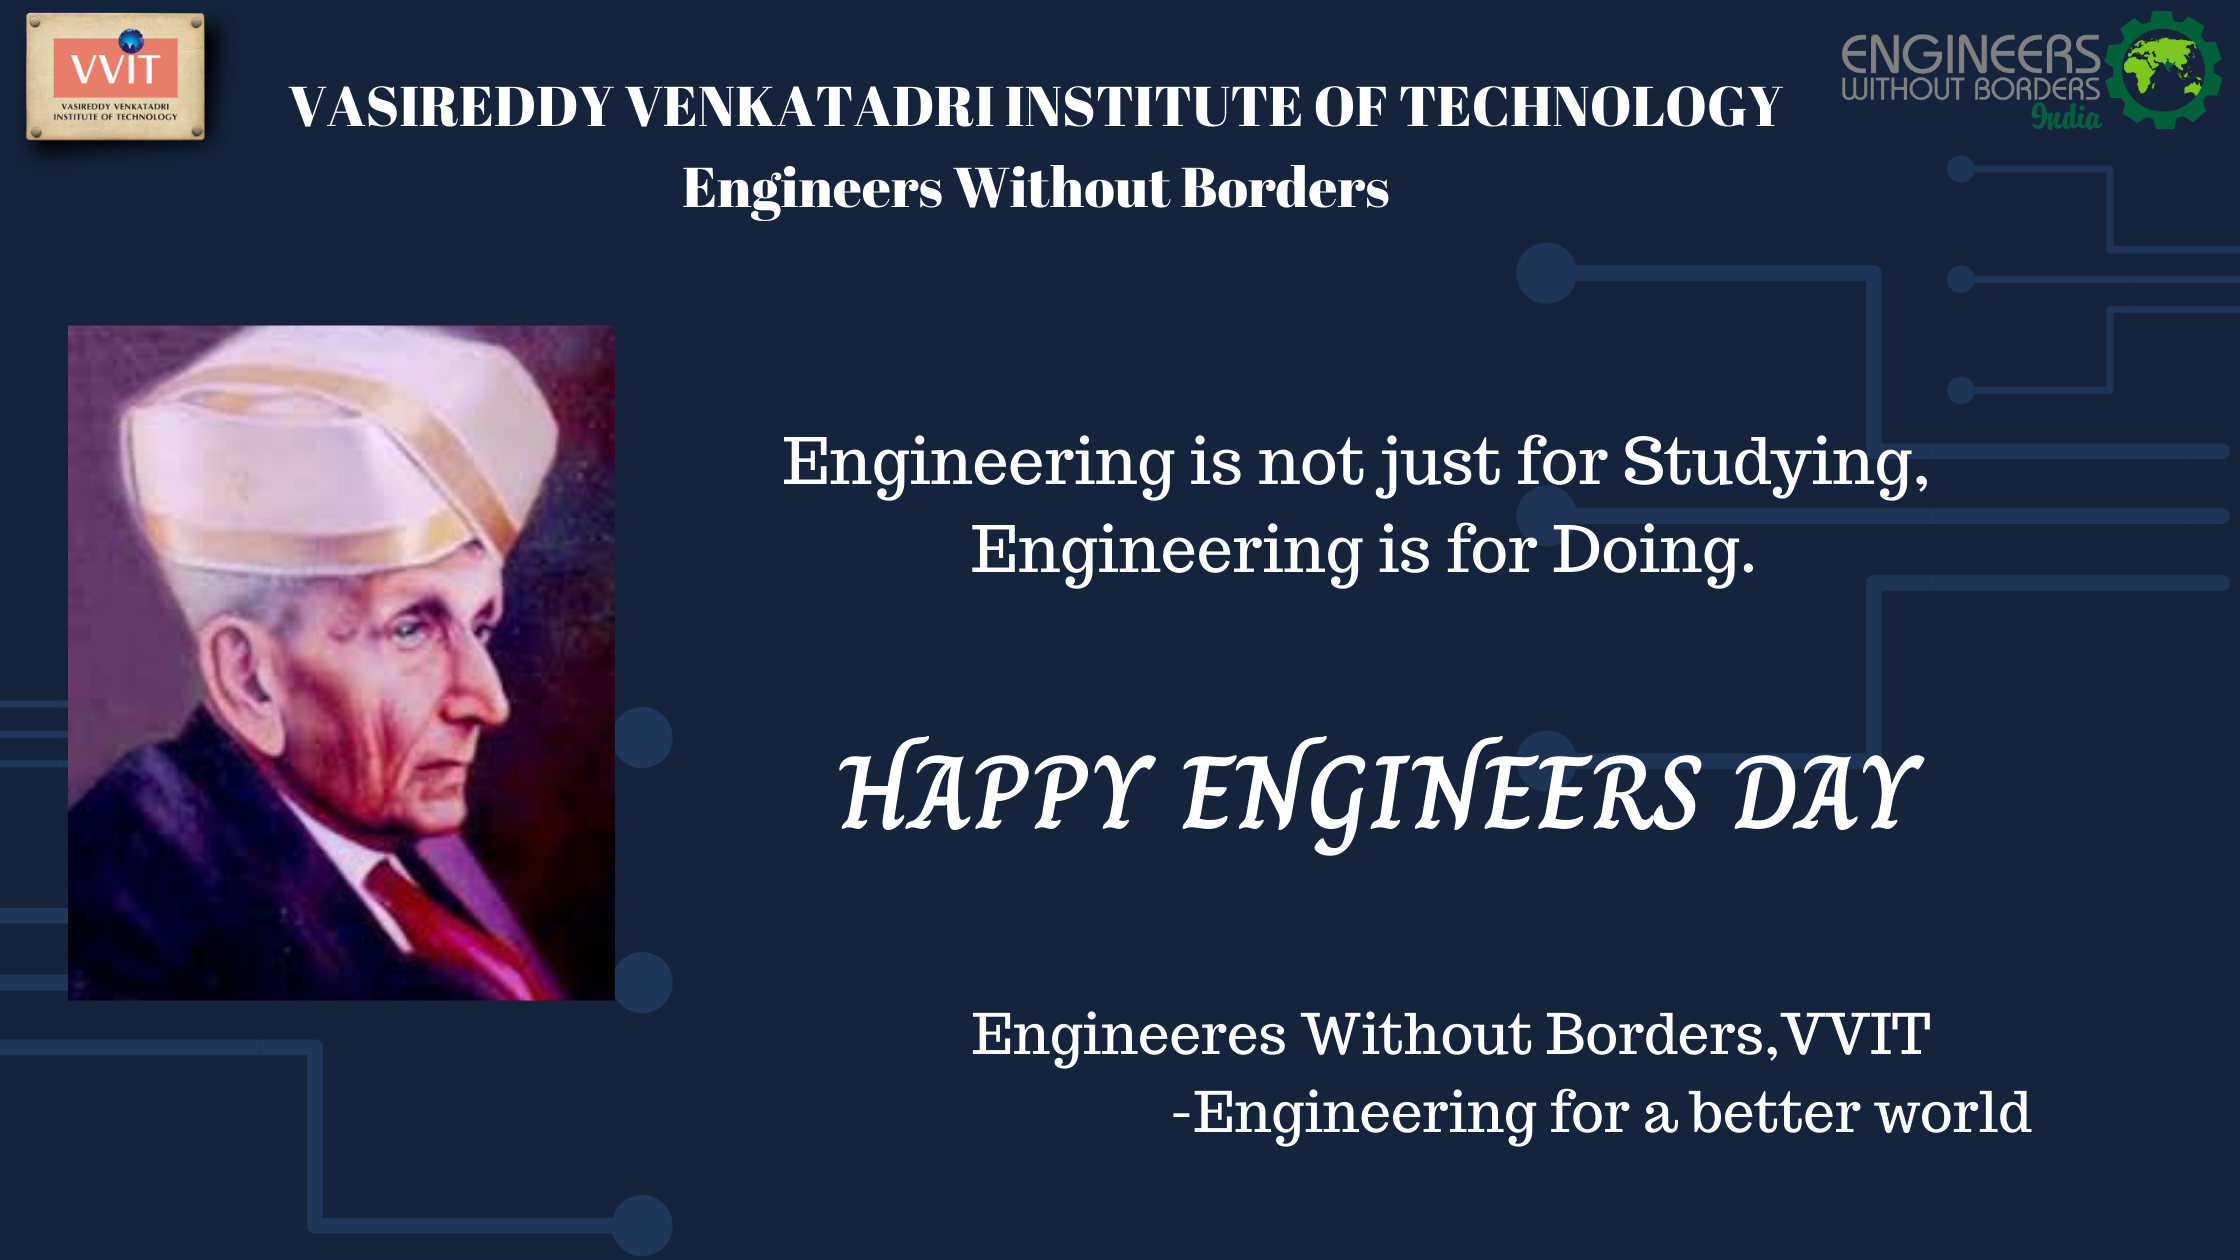 VVIT
VASIREDDY VENKATADRI
INSTITUTE OF TECHNOLOGY
VASIREDDY VENKATADRI INSTITUTE OF TECHNOLOGY
Engineers Without Borders
ENGINEERS
WITHOUT BORDERS
India
Engineering is not just for Studying,
Engineering is for Doing.
HAPPY ENGINEERS DAY
Engineeres Without Borders,VVIT
-Engineering for a better world